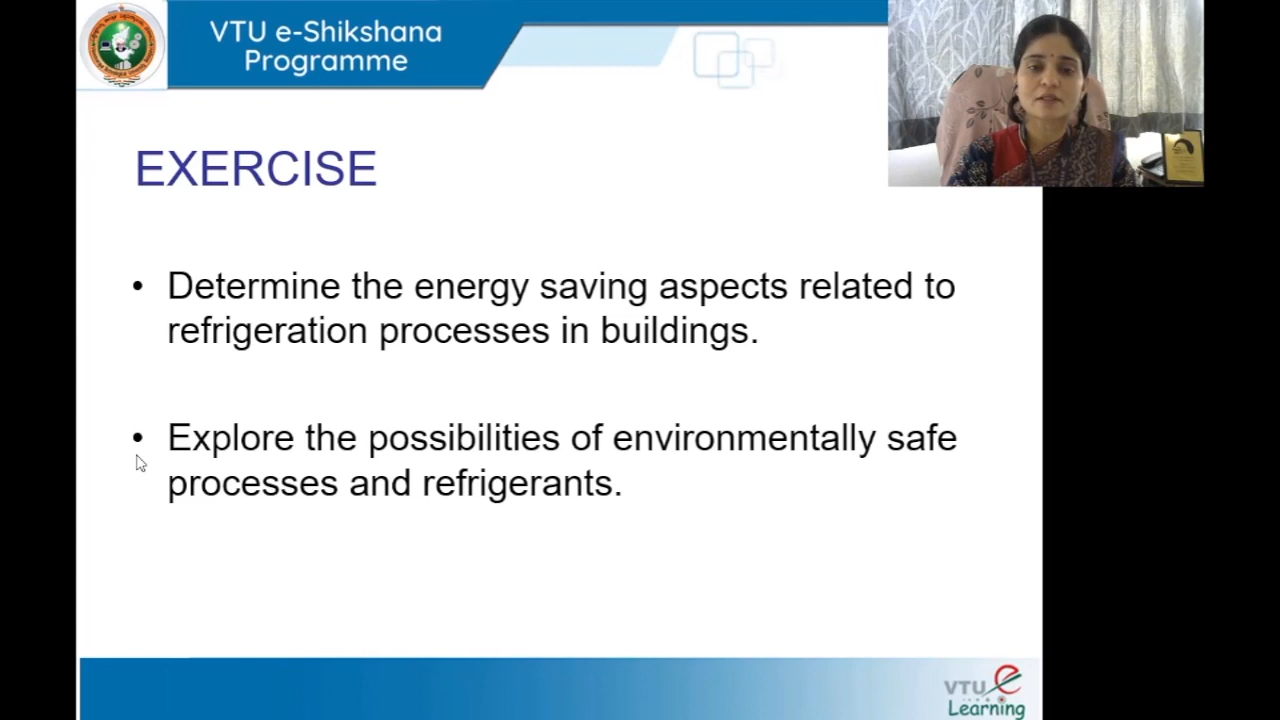 VTU e-Shikshana
Programme
EXERCISE
• Determine the energy saving aspects related to
refrigeration processes in buildings.
• Explore the possibilities of environmentally safe
processes and refrigerants.
VTU e
Learning